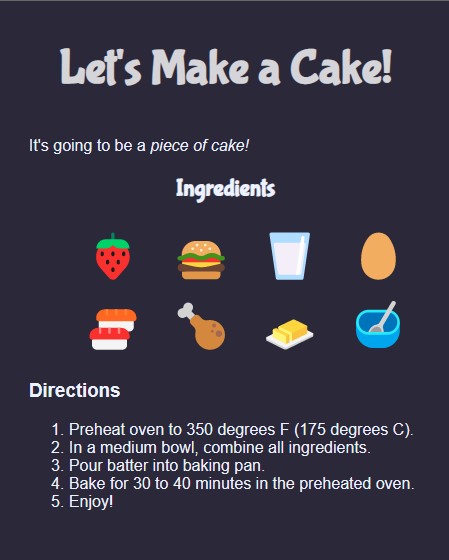 Let's Make a Cake!
It's going to be a piece of cake!
Ingredients
Directions
1. Preheat oven to 350 degrees F (175 degrees C).
2. In a medium bowl, combine all ingredients.
3. Pour batter into baking pan.
4. Bake for 30 to 40 minutes in the preheated oven.
5. Enjoy!